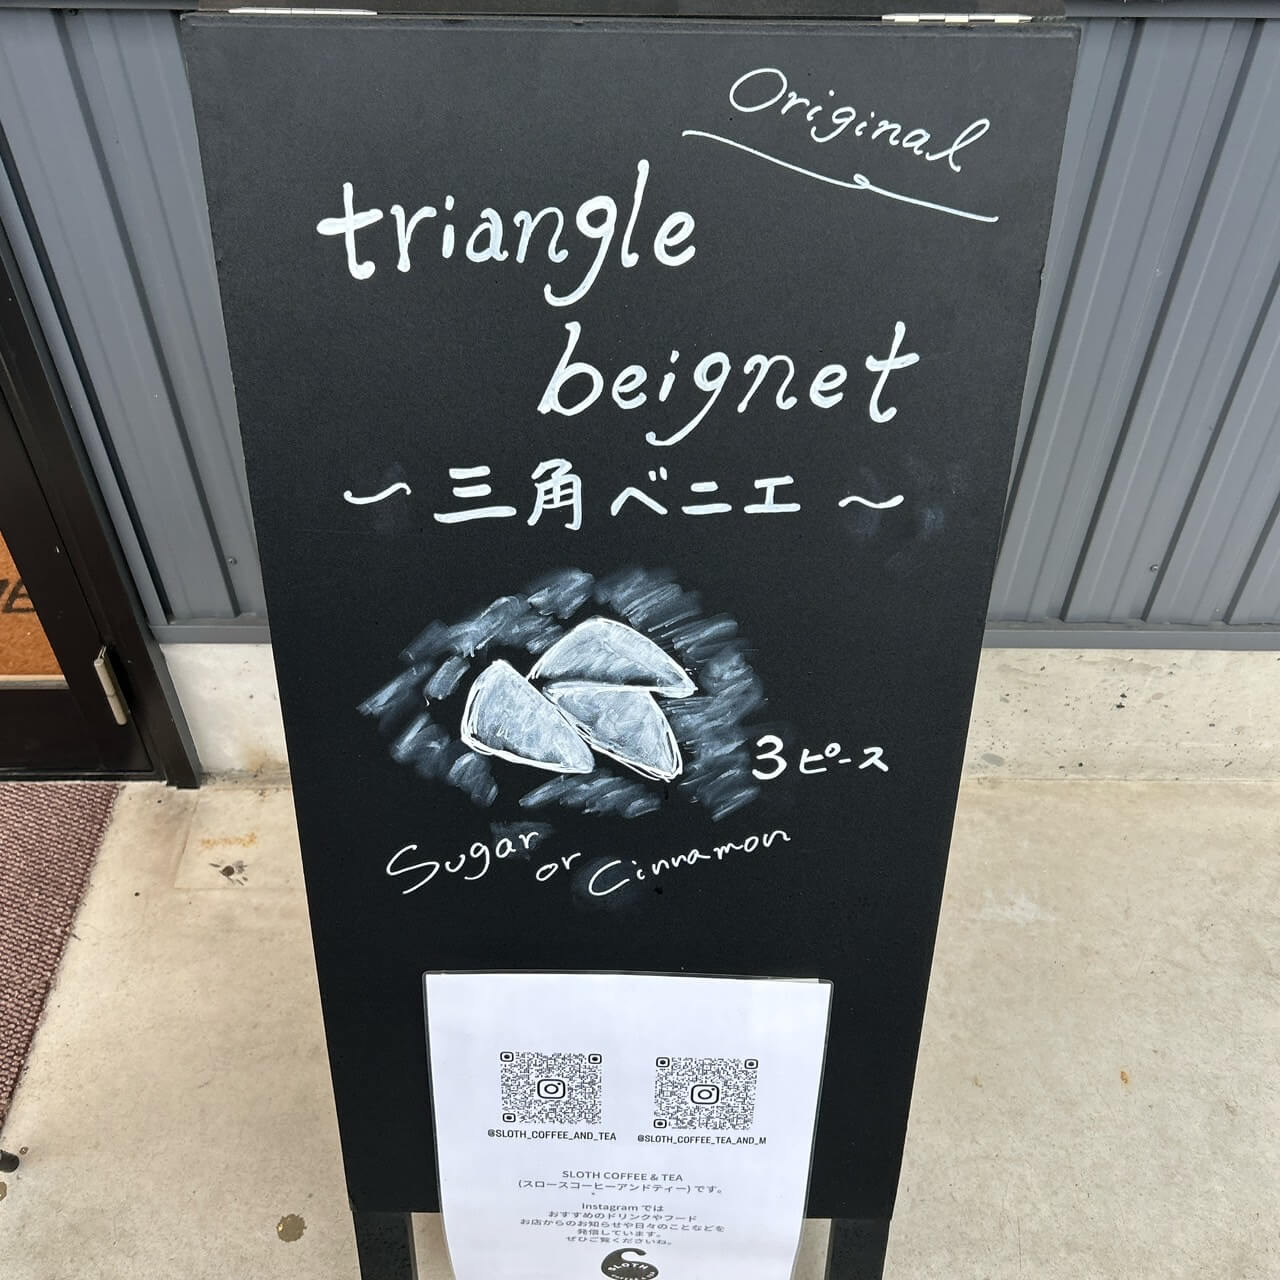 Original
triangle
beignet
～三角ベニエ～
3ピース
Sugar or Cinnamon
@SLOTH_COFFEE_AND_TEA
@SLOTH_COFFEE_TEA_AND_M
SLOTH COFFEE & TEA
(スロースコーヒーアンドティー)です。
Instagramでは
おすすめのドリンクやフード
お店からのお知らせや日々のことなどを
発信しています。
ぜひご覧くださいね。
SLOTH